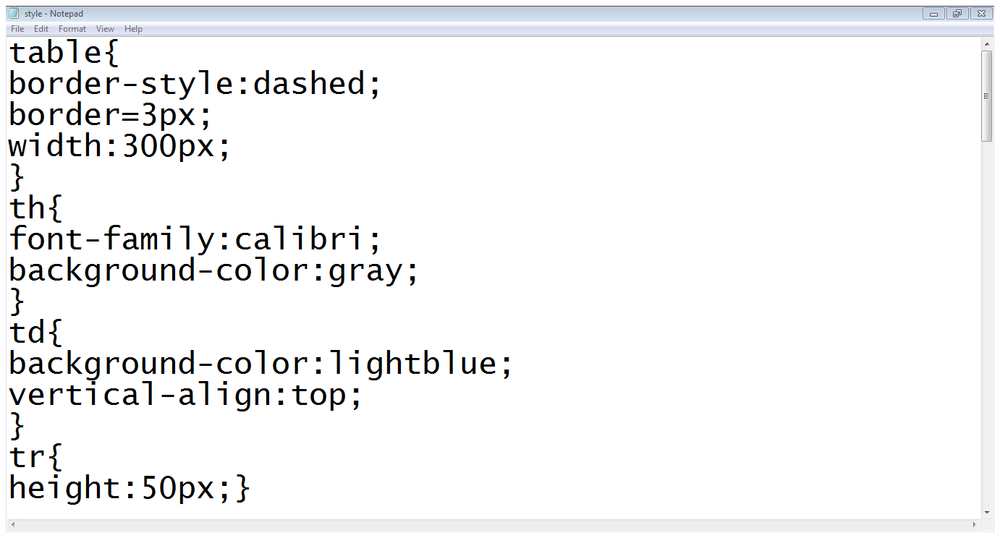 style - Notepad
File Edit Format View Help
table{
border-style:dashed;
border=3px;
width:300px;
}
th{
font-family:calibri;
background-color:gray;
}
td{
background-color:lightblue;
vertical-align:top;
}
tr{
height:50px;}